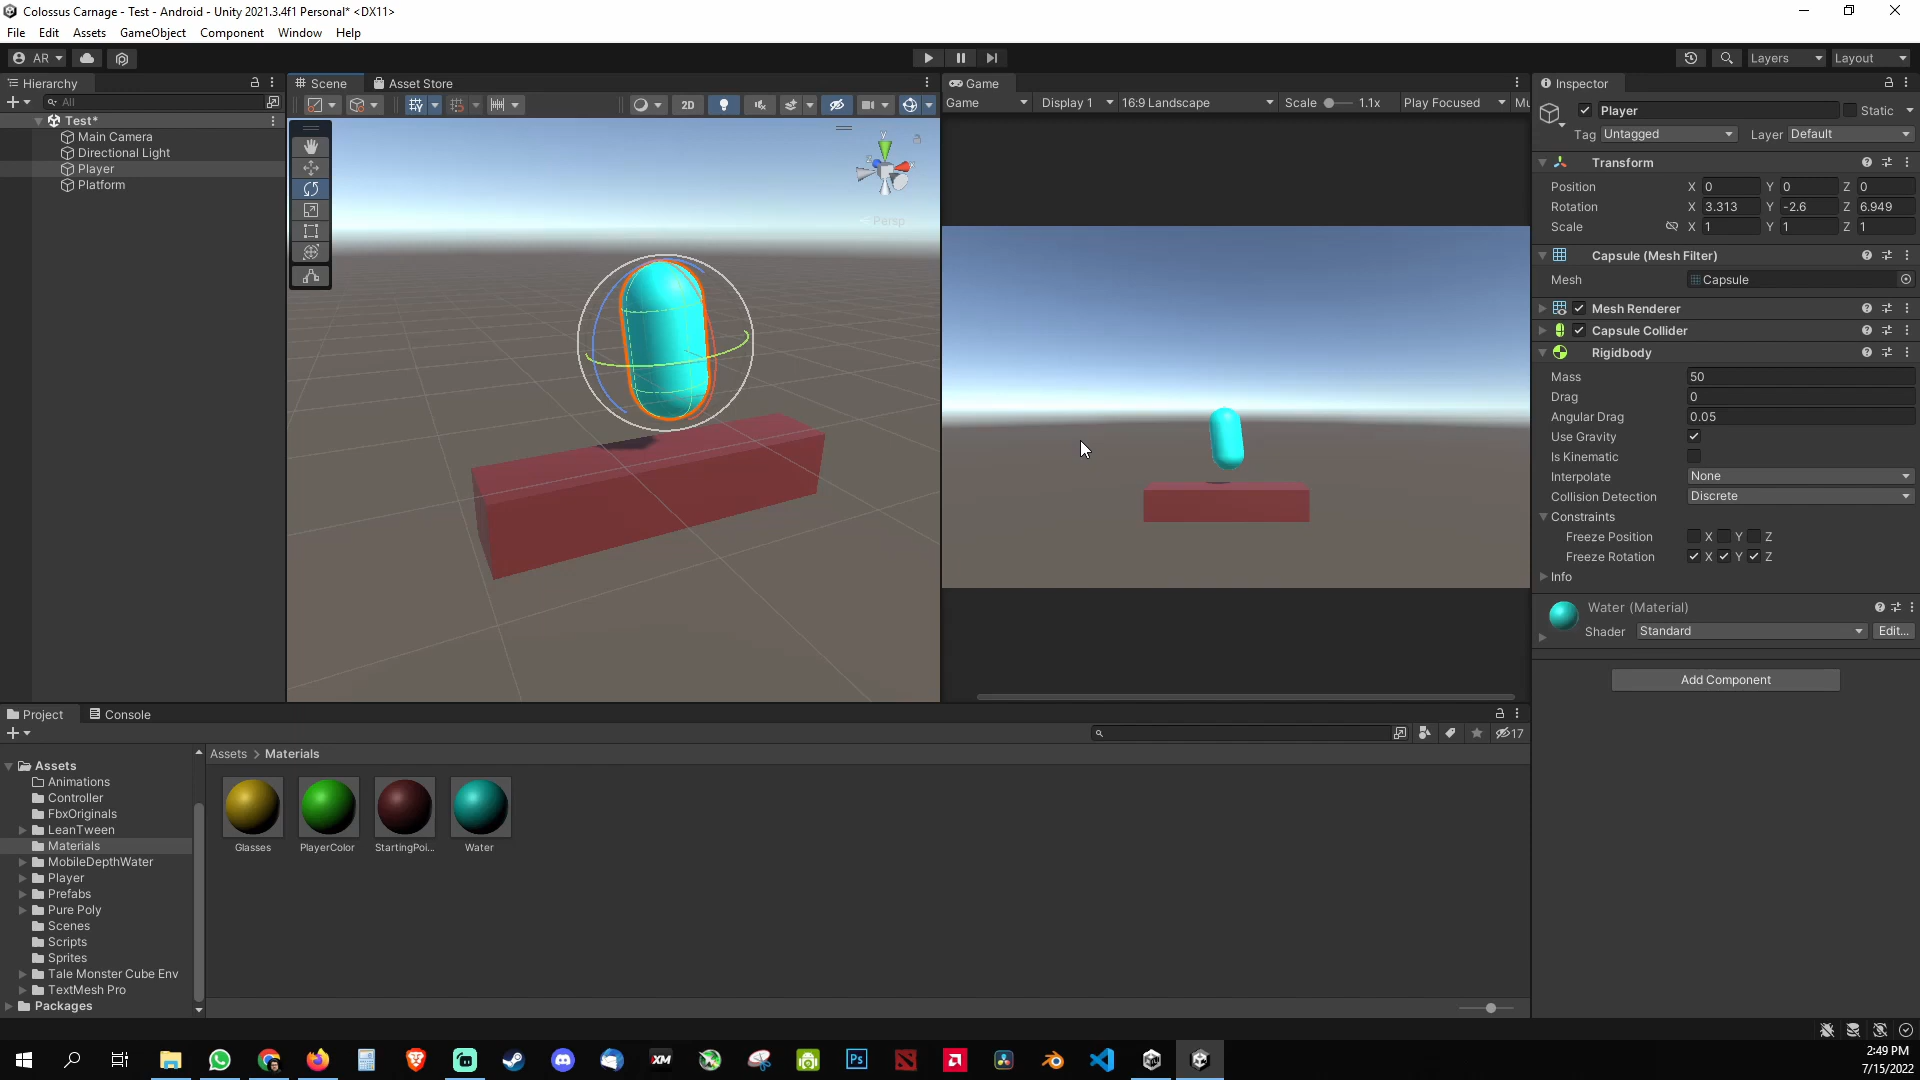 Colossus Carnage - Test - Android - Unity 2021.3.4f1 Personal* <DX11>
File Edit Assets GameObject Component Window Help
AR Layers Layout
Hierarchy
All
Test*
Main Camera
Directional Light
Player
Platform
Scene Asset Store
2D
Persp
Game
Game Display 1 16:9 Landscape Scale 1.1x Play Focused Mu
Inspector
Player Static
Tag Untagged Layer Default
Transform
Position X 0 Y 0 Z 0
Rotation X 3.313 Y -2.6 Z 6.949
Scale X 1 Y 1 Z 1
Capsule (Mesh Filter)
Mesh Capsule
Mesh Renderer
Capsule Collider
Rigidbody
Mass 50
Drag 0
Angular Drag 0.05
Use Gravity
Is Kinematic
Interpolate None
Collision Detection Discrete
Constraints
Freeze Position X Y Z
Freeze Rotation X Y Z
Info
Water (Material)
Shader Standard Edit...
Add Component
Project Console
17
Assets
Animations
Controller
FbxOriginals
LeanTween
Materials
MobileDepthWater
Player
Prefabs
Pure Poly
Scenes
Scripts
Sprites
Tale Monster Cube Env
TextMesh Pro
Packages
Assets > Materials
Glasses PlayerColor StartingPoi... Water
XM Ps
2:49 PM
7/15/2022